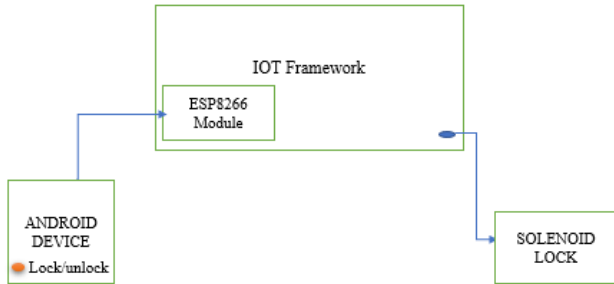 IOT Framework
ESP8266
Module
ANDROID
DEVICE
Lock/unlock
SOLENOID
LOCK